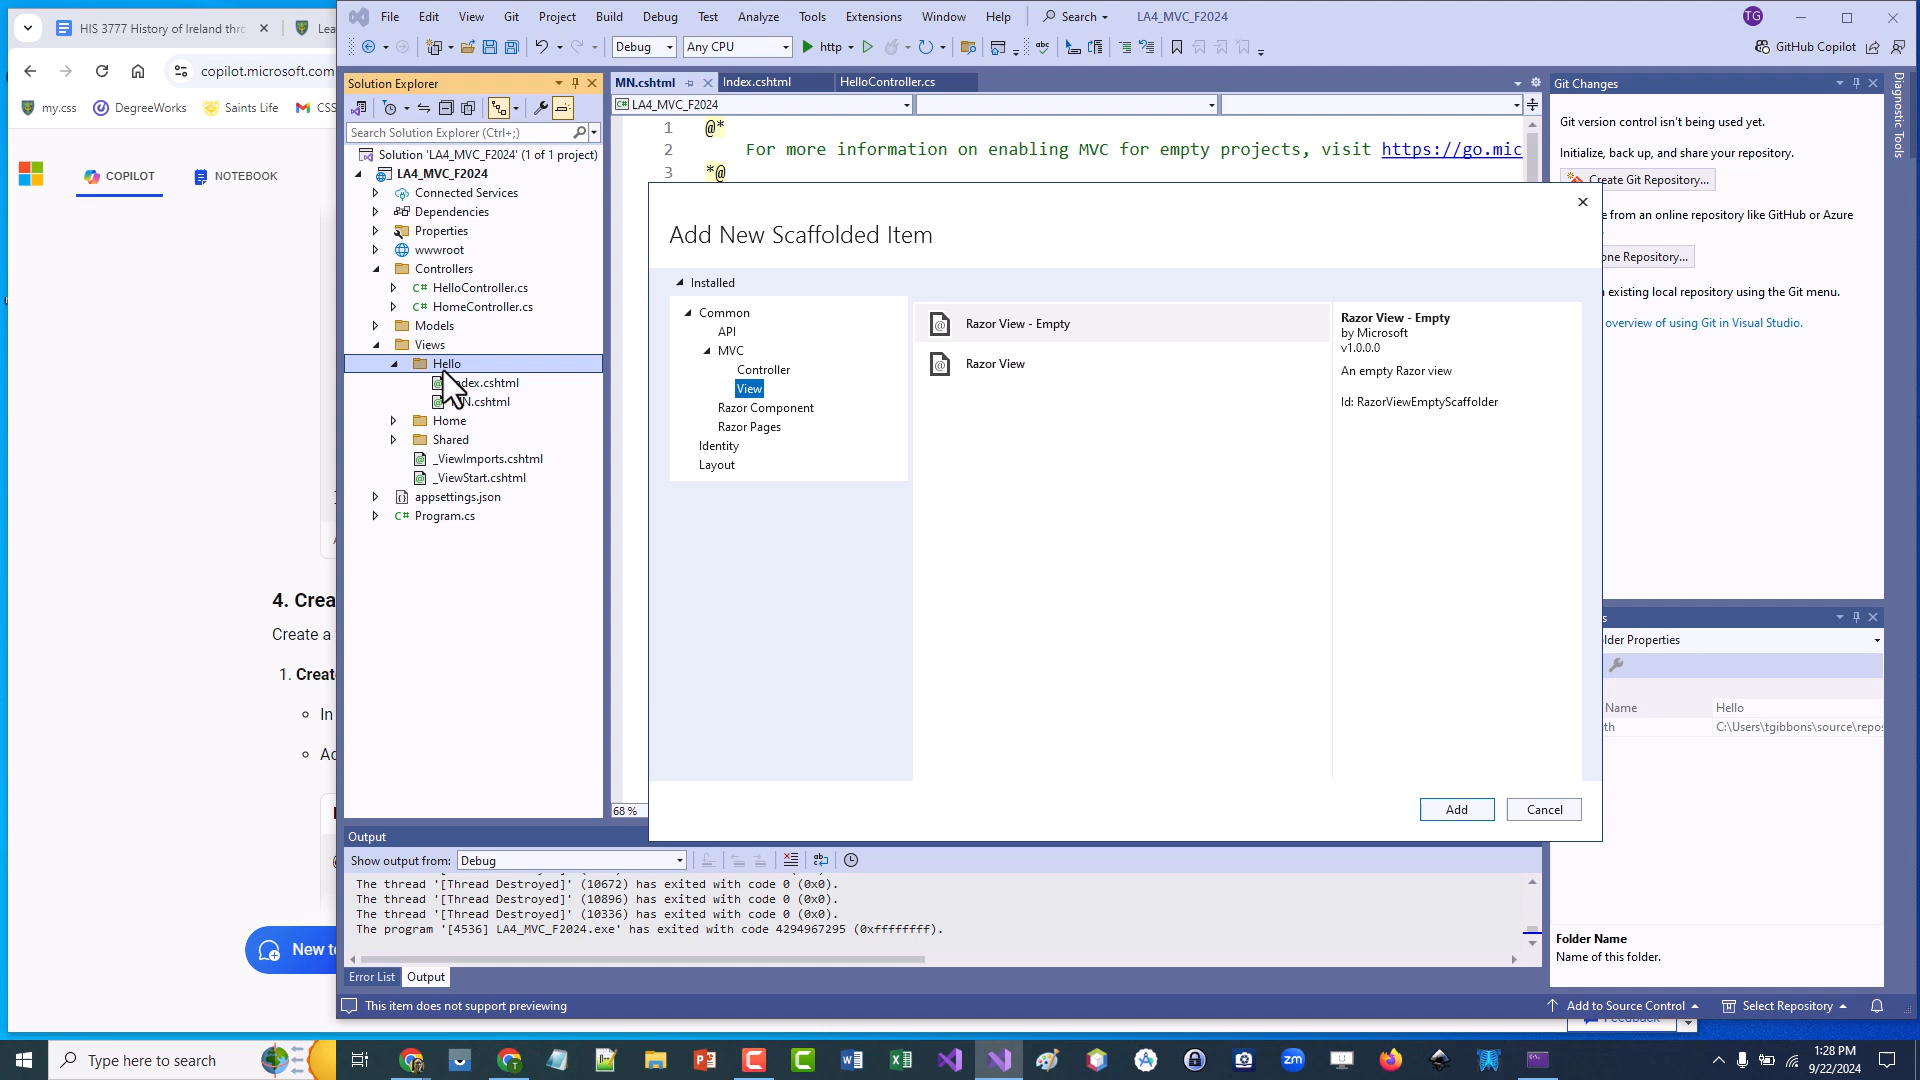 HIS 3777 History of Ireland thr
Lea
copilot.microsoft.com
my.css
DegreeWorks
Saints Life
CSS
COPILOT
NOTEBOOK
4. Crea
Create a
1. Creat
In
New t
File Edit View Git Project Build Debug Test Analyze Tools Extensions Window Help Search LA4_MVC_F2024
TG
Debug Any CPU http
GitHub Copilot
Solution Explorer
Search Solution Explorer (Ctrl+;)
Solution 'LA4_MVC_F2024' (1 of 1 project)
LA4_MVC_F2024
Connected Services
Dependencies
Properties
wwwroot
Controllers
C# HelloController.cs
C# HomeController.cs
Models
Views
Hello
ndex.cshtml
N.cshtml
Home
Shared
_ViewImports.cshtml
_ViewStart.cshtml
appsettings.json
C# Program.cs
MN.cshtml
Index.cshtml
HelloController.cs
LA4_MVC_F2024
1 @*
2 For more information on enabling MVC for empty projects, visit https://go.mic
3 *@
68 %
Add New Scaffolded Item
Installed
Common
API
MVC
Controller
View
Razor Component
Razor Pages
Identity
Layout
Razor View - Empty
Razor View
Razor View - Empty
by Microsoft
v1.0.0.0
An empty Razor view
Id: RazorViewEmptyScaffolder
Add
Cancel
Git Changes
Git version control isn't being used yet.
Initialize, back up, and share your repository.
Create Git Repository...
e from an online repository like GitHub or Azure
one Repository...
existing local repository using the Git menu.
overview of using Git in Visual Studio.
Diagnostic Tools
lder Properties
Name Hello
th C:\Users\tgibbons\source\repos
Folder Name
Name of this folder.
Output
Show output from: Debug
The thread '[Thread Destroyed]' (10672) has exited with code 0 (0x0).
The thread '[Thread Destroyed]' (10896) has exited with code 0 (0x0).
The thread '[Thread Destroyed]' (10336) has exited with code 0 (0x0).
The program '[4536] LA4_MVC_F2024.exe' has exited with code 4294967295 (0xffffffff).
Error List
Output
This item does not support previewing
Add to Source Control
Select Repository
Type here to search
zm
1:28 PM
9/22/2024